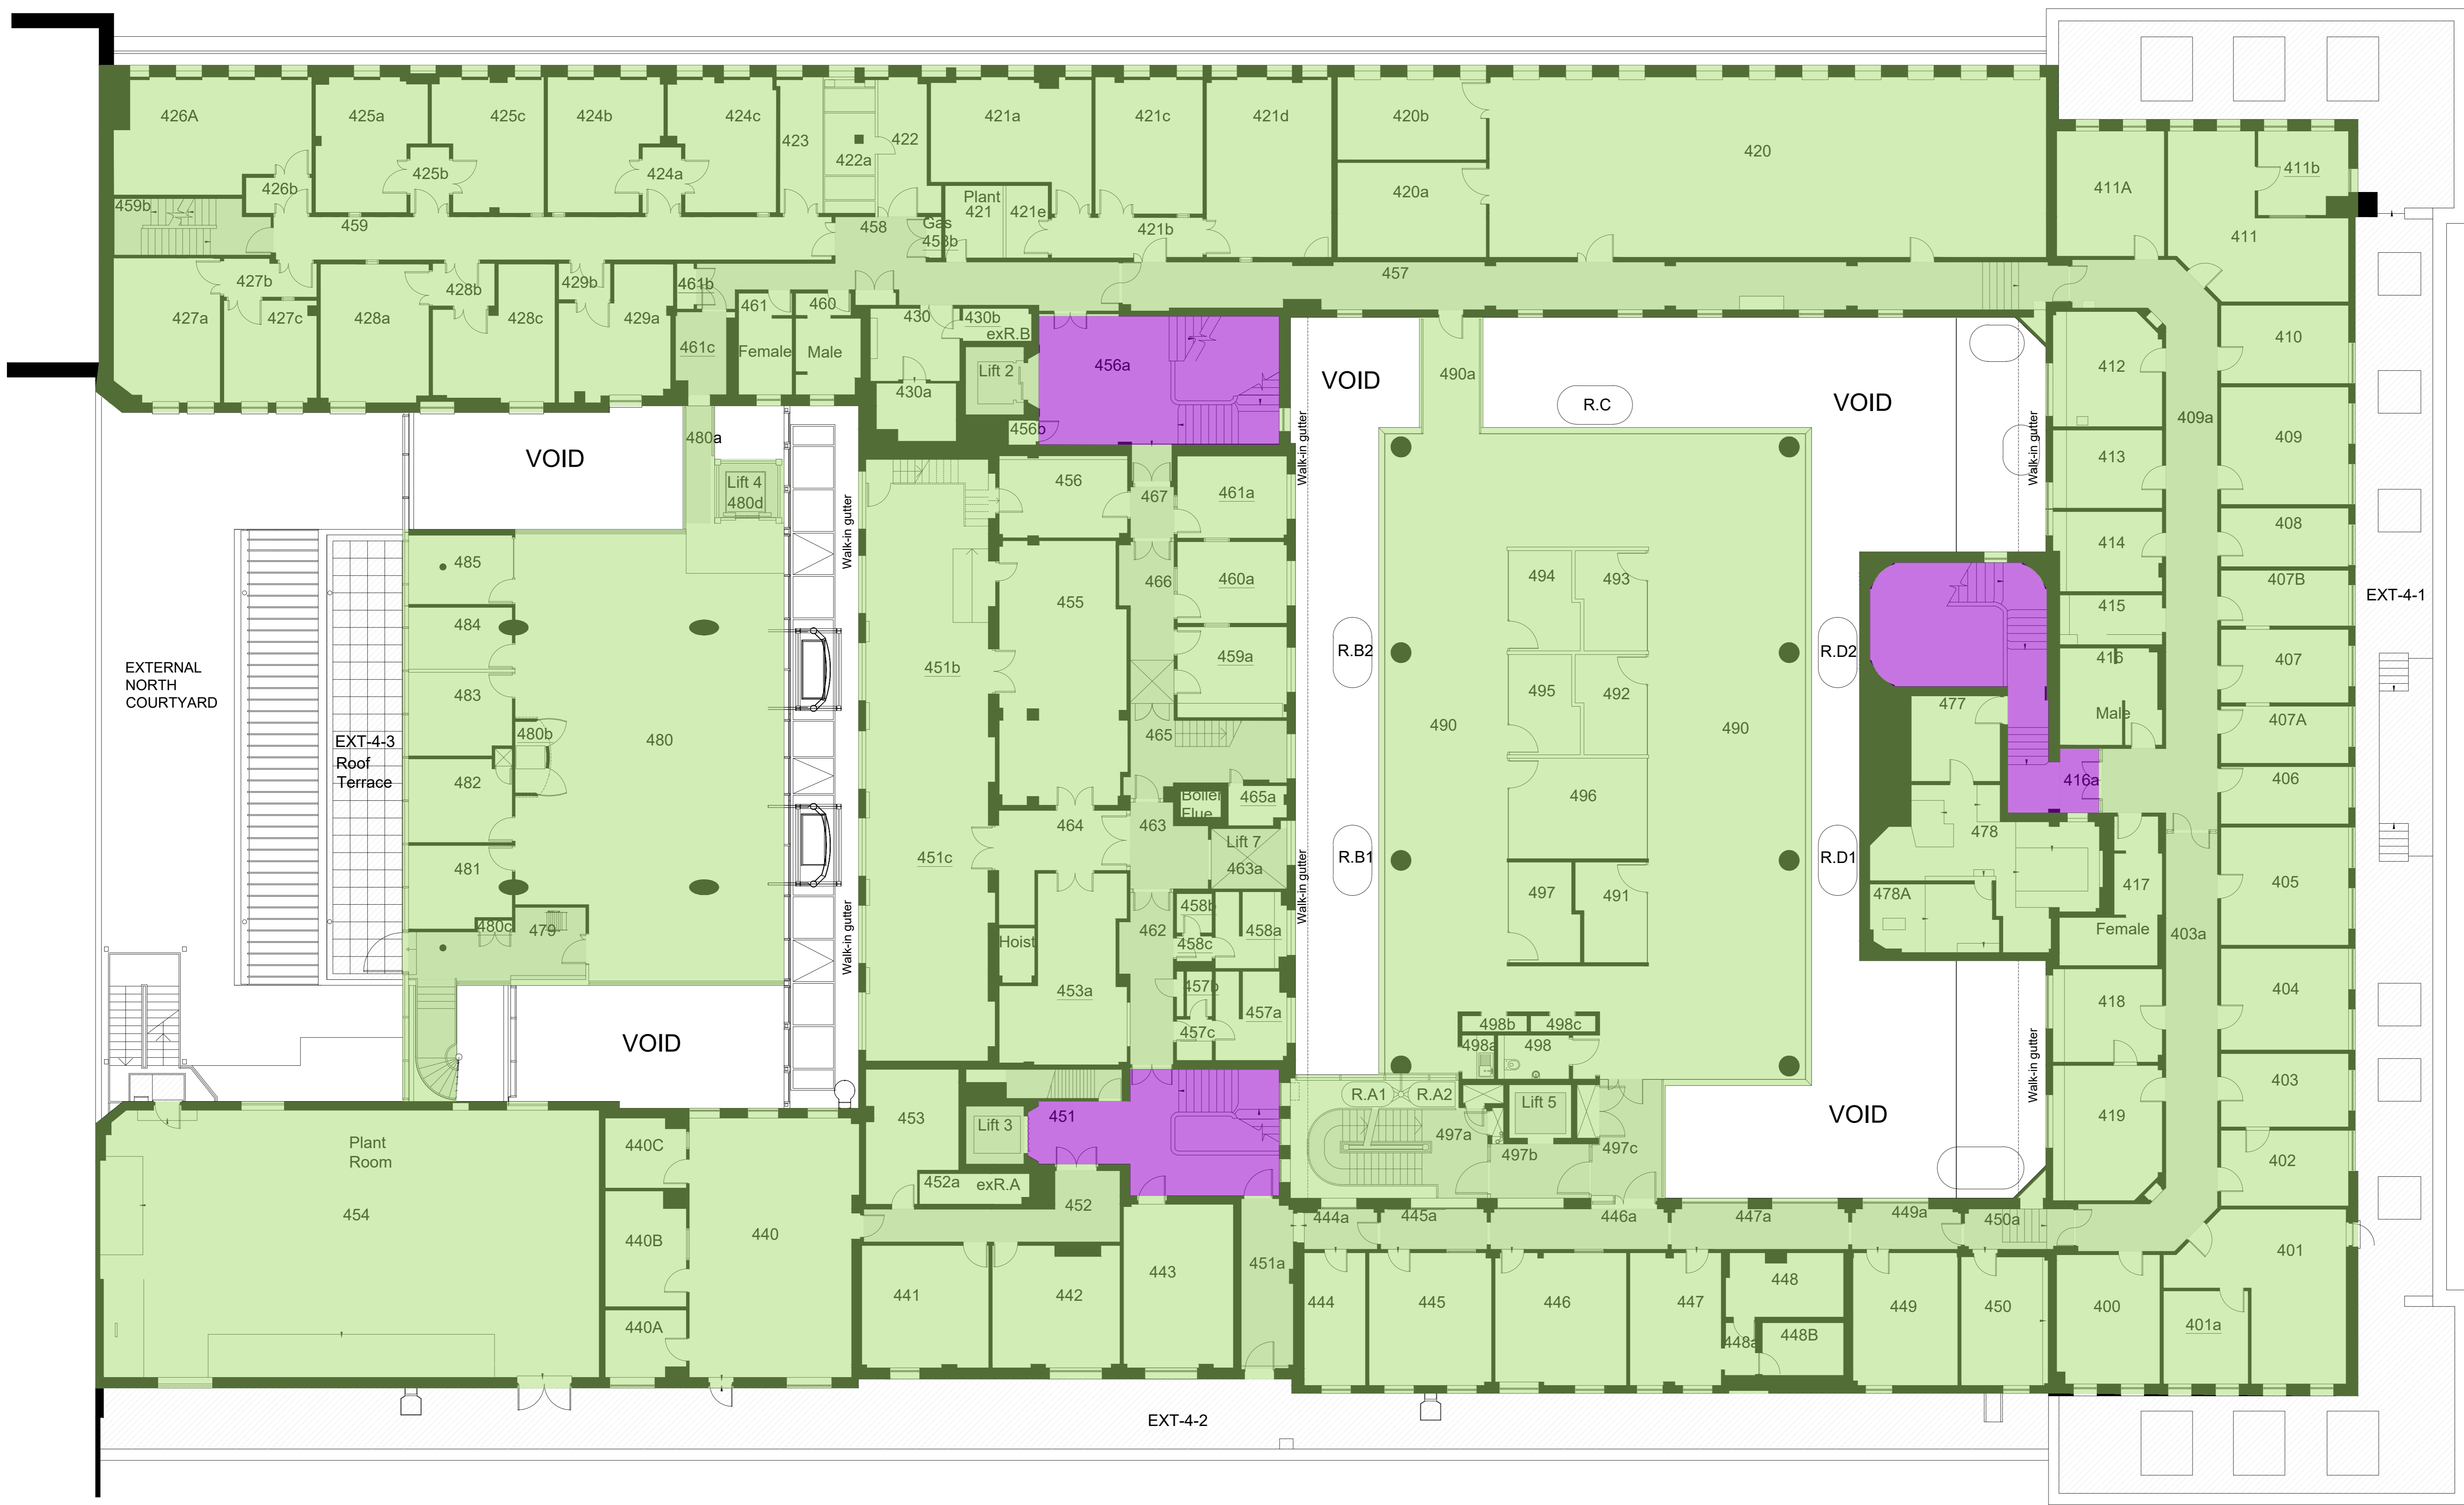 426A
425a
425c
424b
424c
423
422a
422
421a
421c
421d
420b
420
420a
411A
411b
411
426b
425b
424a
459b
459
458
Gas
458b
Plant
421
421e
421b
457
427a
427b
427c
428a
428b
428c
429b
429a
461b
461c
461
Female
460
Male
430
430b
exR.B
430a
Lift 2
456a
456b
VOID
490a
R.C
VOID
412
410
409a
409
413
408
414
407B
415
407
416
Male
407A
406
416a
EXT-4-1
VOID
480a
Lift 4
480d
Walk-in gutter
Walk-in gutter
Walk-in gutter
456
467
461a
466
460a
455
459a
465
451b
451c
Boiler
Flue
465a
464
463
Lift 7
463a
458b
458c
458a
462
Hoist
453a
457b
457c
457a
485
484
483
480b
482
481
480c
479
480
EXTERNAL
NORTH
COURTYARD
EXT-4-3
Roof
Terrace
VOID
Walk-in gutter
Walk-in gutter
R.B2
R.B1
494
493
495
492
490
490
496
497
491
498b
498c
498a
498
R.D2
R.D1
477
478
478A
417
Female
405
403a
404
418
403
419
402
Walk-in gutter
VOID
R.A1
R.A2
Lift 5
497a
497b
497c
453
Lift 3
451
452a
exR.A
452
Plant
Room
454
440C
440B
440A
440
441
442
443
451a
444a
445a
446a
447a
449a
450a
444
445
446
447
448
448a
448B
449
450
400
401
401a
EXT-4-2